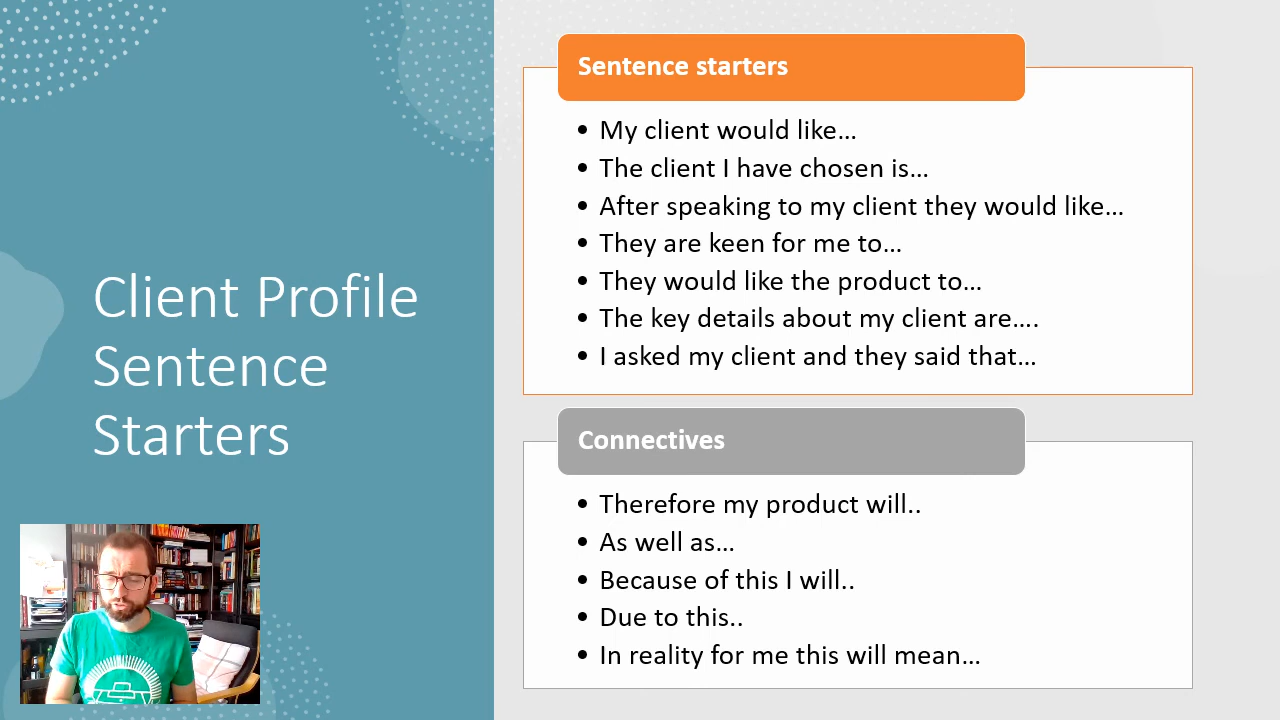 Client Profile
Sentence
Starters
Sentence starters
• My client would like…
• The client I have chosen is…
• After speaking to my client they would like…
• They are keen for me to…
• They would like the product to…
• The key details about my client are….
• I asked my client and they said that…
Connectives
• Therefore my product will..
• As well as…
• Because of this I will..
• Due to this..
• In reality for me this will mean…